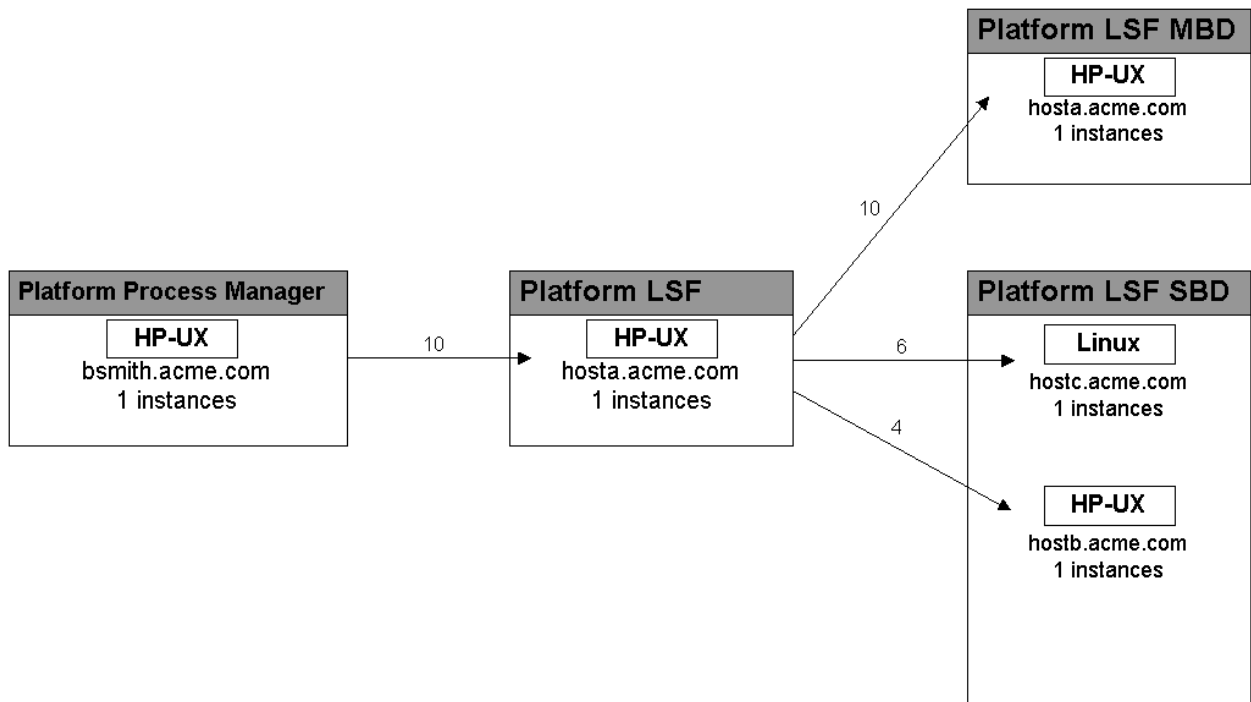 Platform LSF MBD
HP-UX
hosta.acme.com
1 instances
10
Platform Process Manager
HP-UX
bsmith.acme.com
1 instances
10
Platform LSF
HP-UX
hosta.acme.com
1 instances
6
4
Platform LSF SBD
Linux
hostc.acme.com
1 instances
HP-UX
hostb.acme.com
1 instances